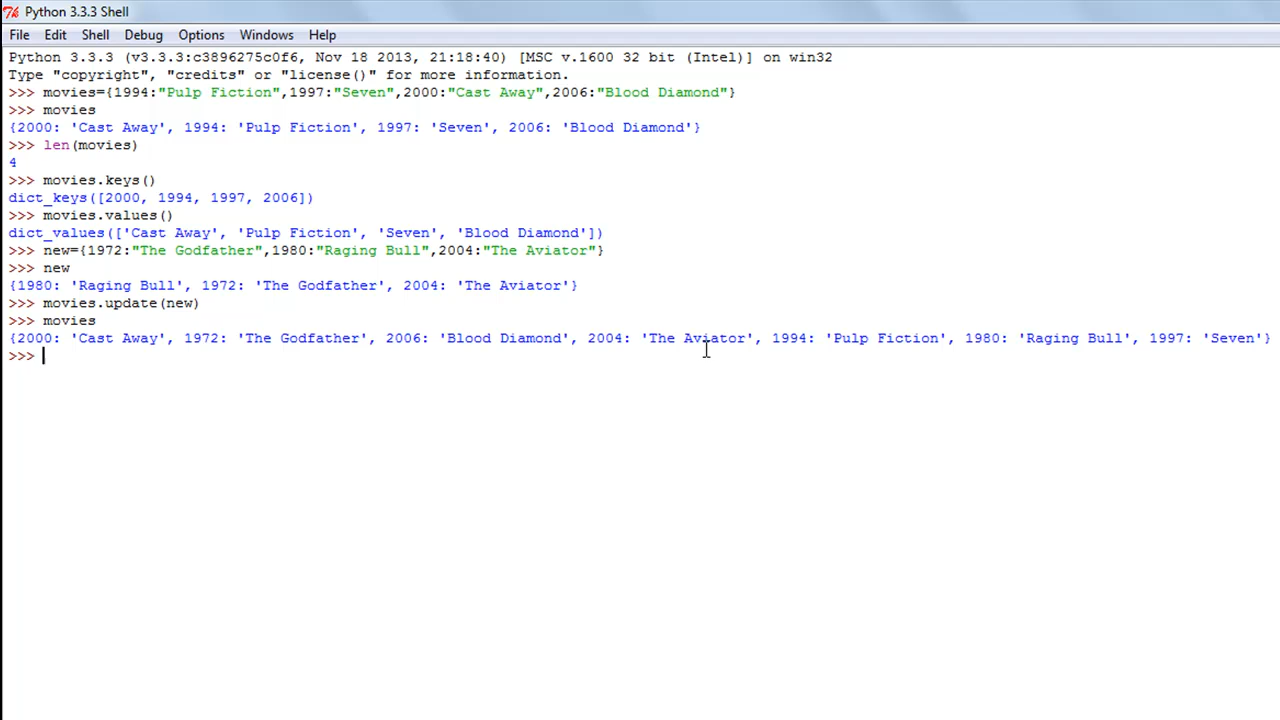 Python 3.3.3 Shell
File Edit Shell Debug Options Windows Help
Python 3.3.3 (v3.3.3:c3896275c0f6, Nov 18 2013, 21:18:40) [MSC v.1600 32 bit (Intel)] on win32
Type "copyright", "credits" or "license()" for more information.
>>> movies={1994:"Pulp Fiction",1997:"Seven",2000:"Cast Away",2006:"Blood Diamond"}
>>> movies
{2000: 'Cast Away', 1994: 'Pulp Fiction', 1997: 'Seven', 2006: 'Blood Diamond'}
>>> len(movies)
4
>>> movies.keys()
dict_keys([2000, 1994, 1997, 2006])
>>> movies.values()
dict_values(['Cast Away', 'Pulp Fiction', 'Seven', 'Blood Diamond'])
>>> new={1972:"The Godfather",1980:"Raging Bull",2004:"The Aviator"}
>>> new
{1980: 'Raging Bull', 1972: 'The Godfather', 2004: 'The Aviator'}
>>> movies.update(new)
>>> movies
{2000: 'Cast Away', 1972: 'The Godfather', 2006: 'Blood Diamond', 2004: 'The Aviator', 1994: 'Pulp Fiction', 1980: 'Raging Bull', 1997: 'Seven'}
>>>